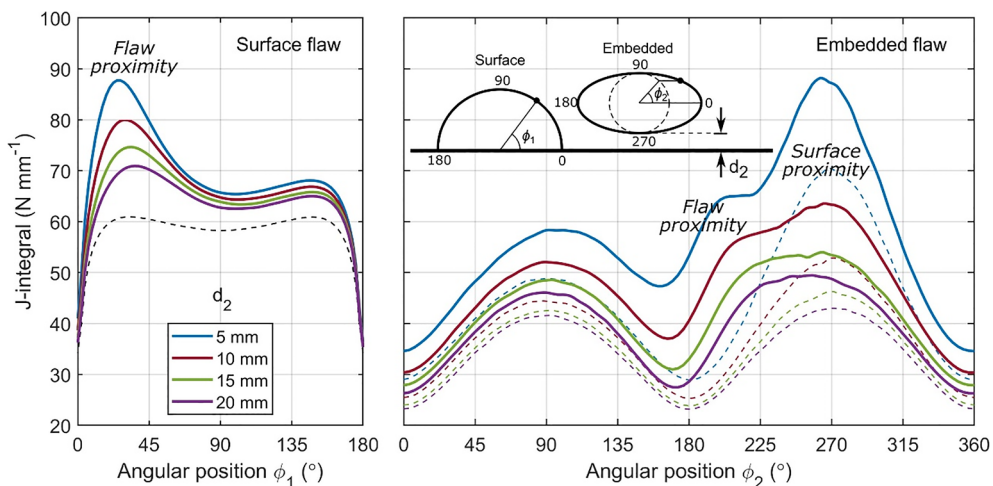 100
90
80
70
60
50
40
30
20
J-integral (N mm⁻¹)
Flaw
proximity
Surface flaw
d₂
5 mm
10 mm
15 mm
20 mm
0
45
90
135
180
Angular position ϕ₁ (°)
Embedded flaw
Surface
90
ϕ₁
180
0
Embedded
90
ϕ₂
180
0
270
d₂
Flaw
proximity
Surface
proximity
0
45
90
135
180
225
270
315
360
Angular position ϕ₂ (°)